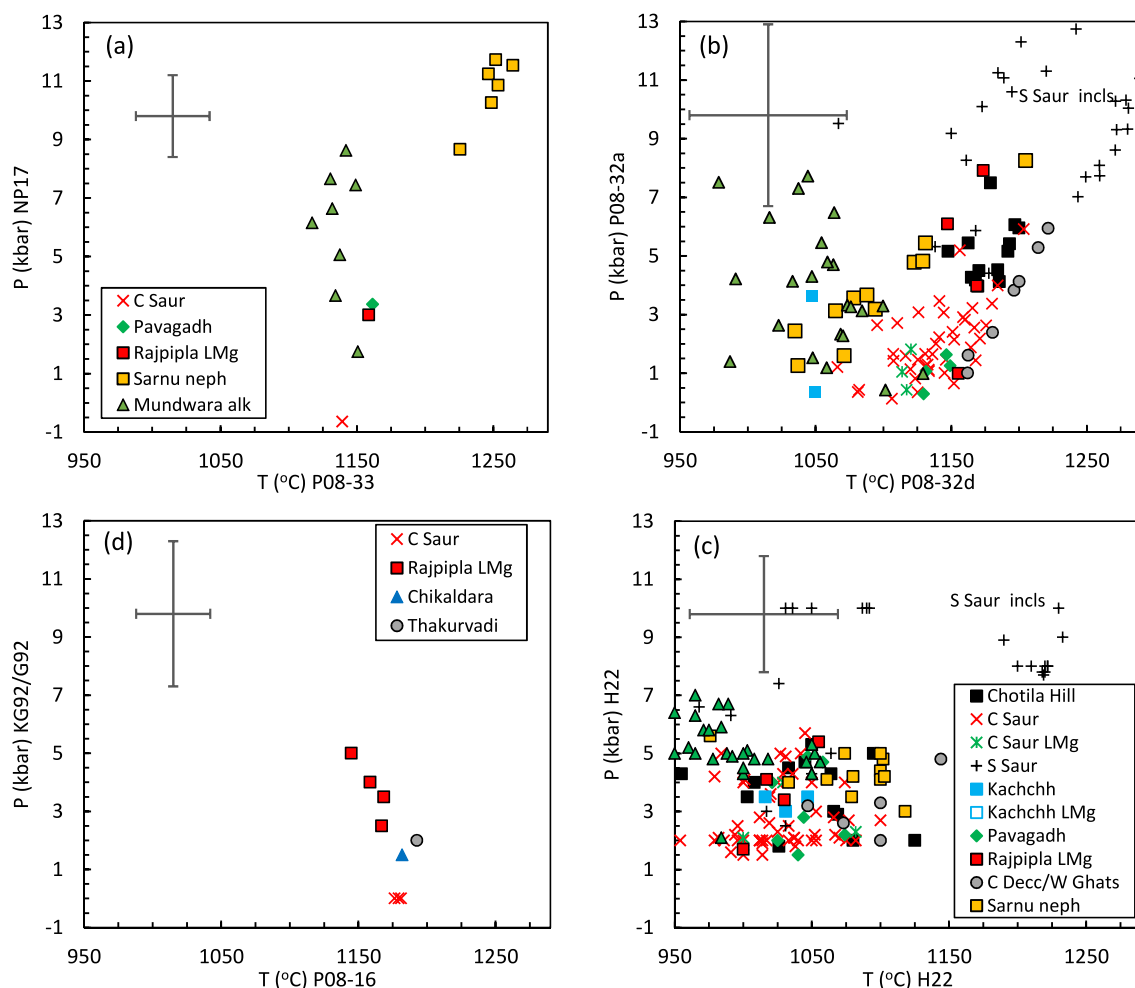 (a)
13
11
9
7
5
3
1
-1
P (kbar) NP17
C Saur
Pavagadh
Rajpipla LMg
Sarnu neph
Mundwara alk
950
1050
1150
1250
T (°C) P08-33
(b)
13
11
9
7
5
3
1
-1
P (kbar) P08-32a
S Saur incls
950
1050
1150
1250
T (°C) P08-32d
(d)
13
11
9
7
5
3
1
-1
P (kbar) KG92/G92
C Saur
Rajpipla LMg
Chikaldara
Thakurvadi
950
1050
1150
1250
T (°C) P08-16
(c)
13
11
9
7
5
3
1
-1
P (kbar) H22
S Saur incls
Chotila Hill
C Saur
C Saur LMg
S Saur
Kachchh
Kachchh LMg
Pavagadh
Rajpipla LMg
C Decc/W Ghats
Sarnu neph
950
1050
1150
1250
T (°C) H22